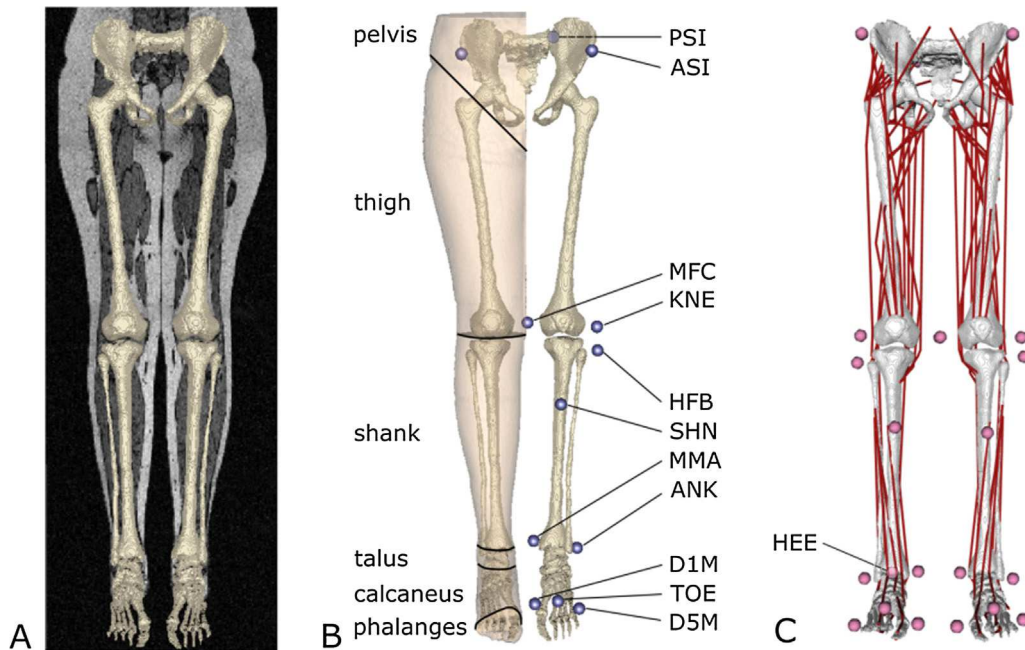 pelvis
thigh
shank
talus
calcaneus
phalanges
PSI
ASI
MFC
KNE
HFB
SHN
MMA
ANK
D1M
TOE
D5M
HEE
A
B
C